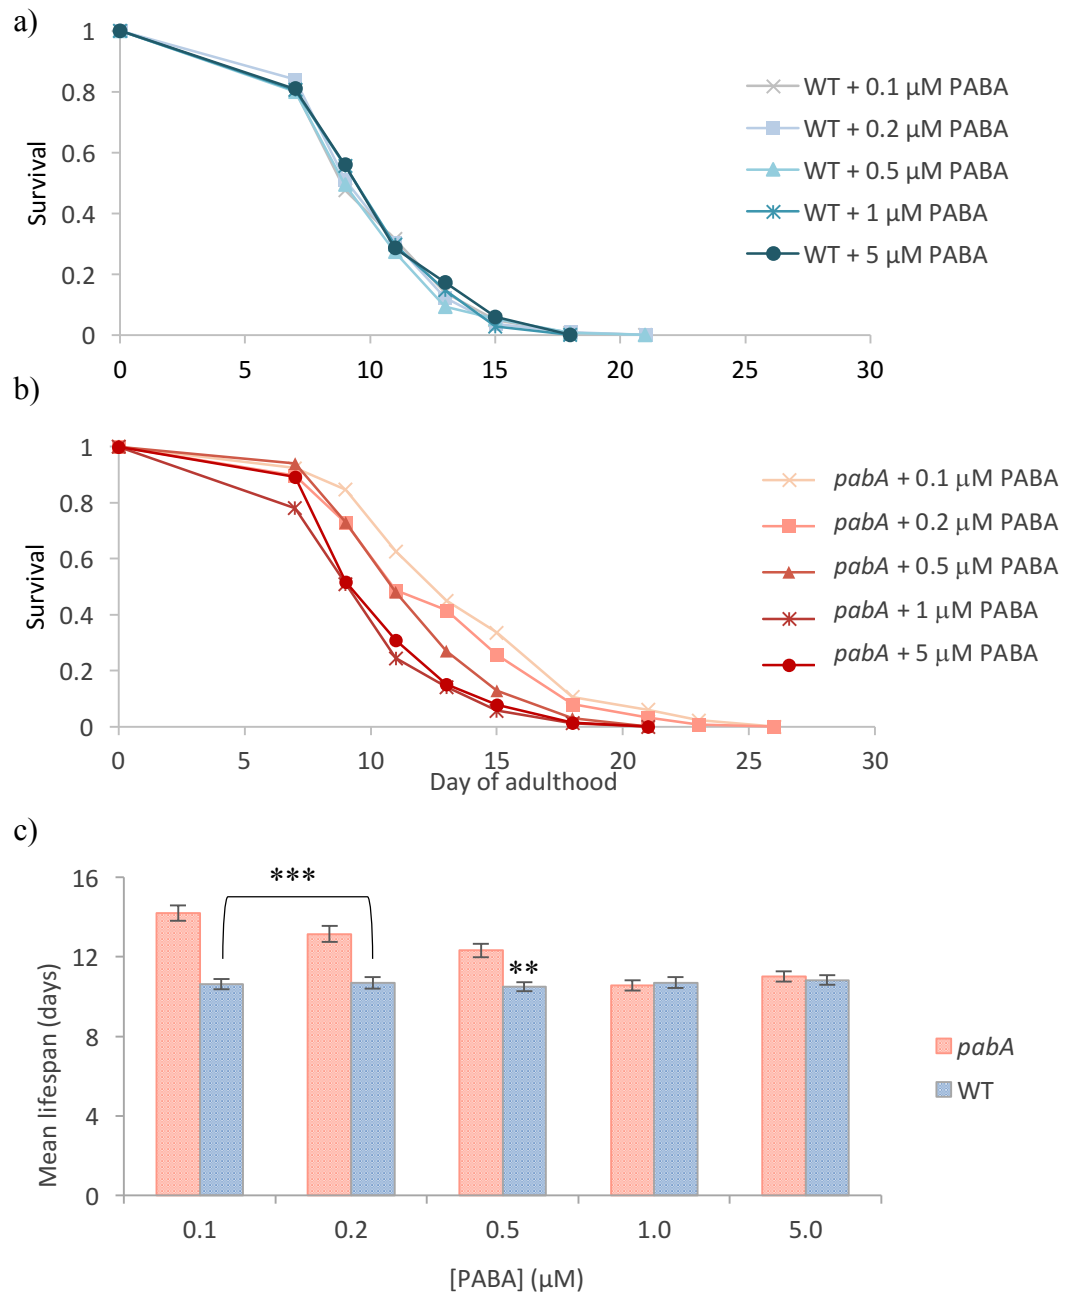 a)
Survival
1
0.8
0.6
0.4
0.2
0
0 5 10 15 20 25 30
WT + 0.1 µM PABA
WT + 0.2 µM PABA
WT + 0.5 µM PABA
WT + 1 µM PABA
WT + 5 µM PABA
b)
Survival
1
0.8
0.6
0.4
0.2
0
0 5 10 15 20 25 30
Day of adulthood
pabA + 0.1 µM PABA
pabA + 0.2 µM PABA
pabA + 0.5 µM PABA
pabA + 1 µM PABA
pabA + 5 µM PABA
c)
Mean lifespan (days)
16
12
8
4
0
***
**
0.1 0.2 0.5 1.0 5.0
[PABA] (µM)
pabA
WT